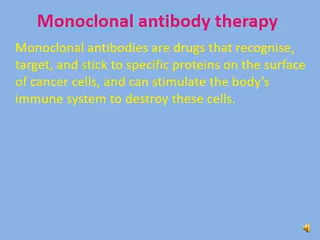 Monoclonal antibody therapy
Monoclonal antibodies are drugs that recognise,
target, and stick to specific proteins on the surface
of cancer cells, and can stimulate the body's
immune system to destroy these cells.